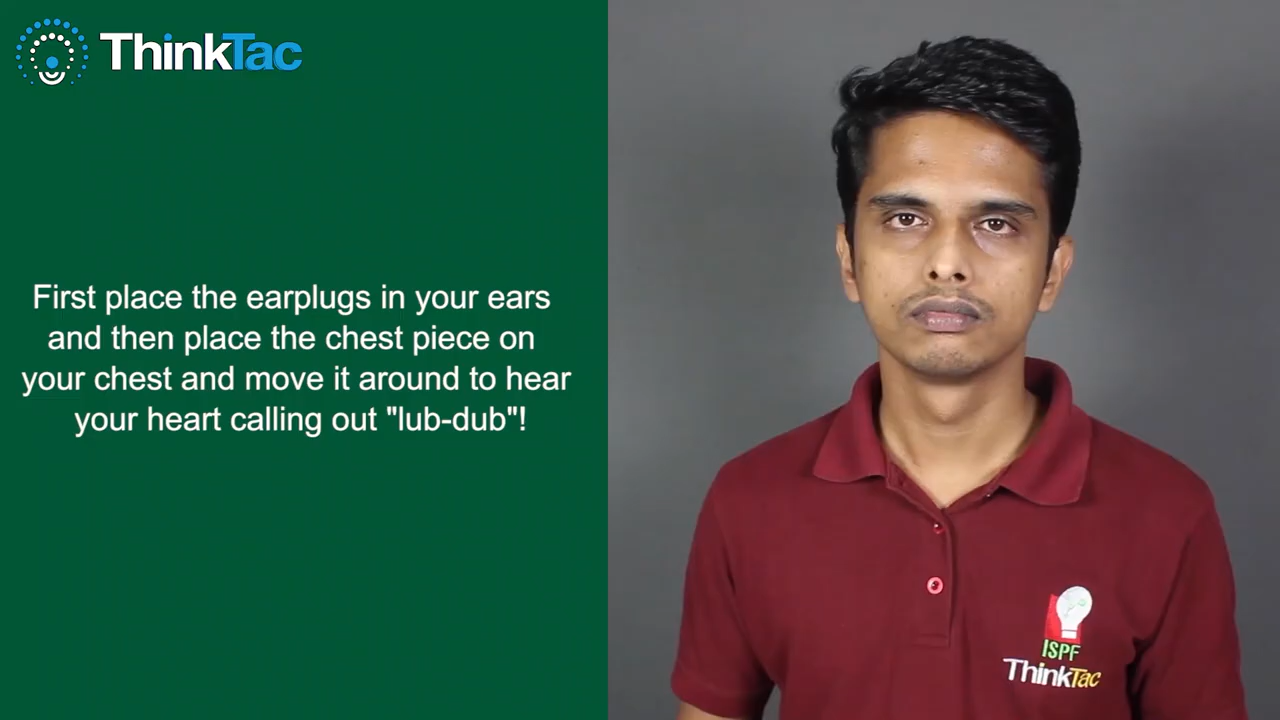 ThinkTac
First place the earplugs in your ears
and then place the chest piece on
your chest and move it around to hear
your heart calling out "lub-dub"!
ISPF
ThinkTac